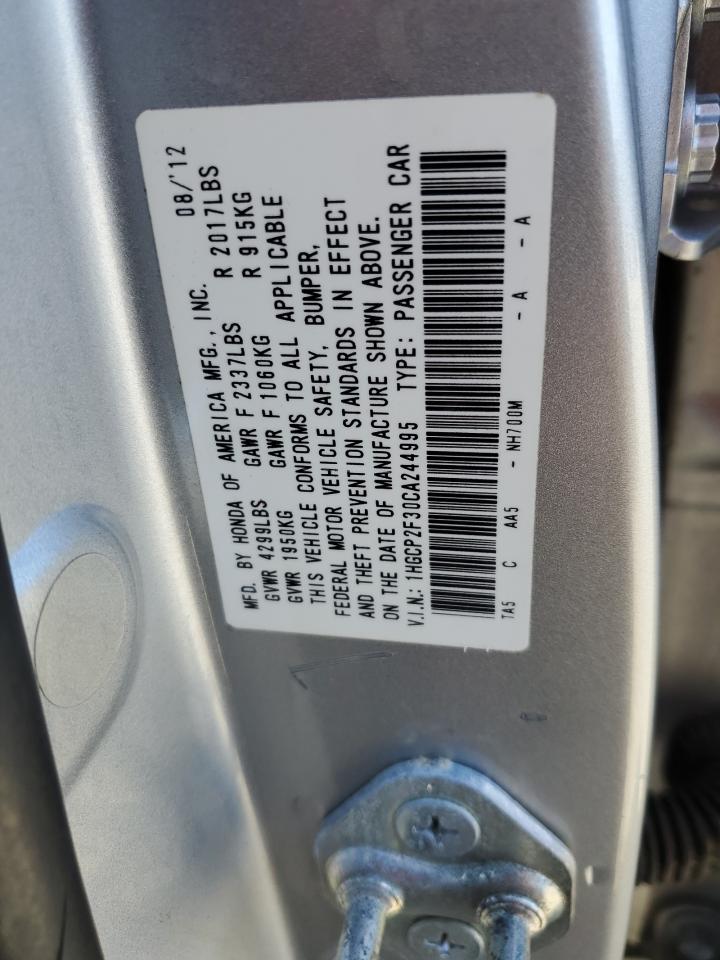 MFD. BY HONDA OF AMERICA MFG., INC. 08/'12
GVWR 4299LBS GAWR F 2337LBS R 2017LBS
GVWR 1950KG GAWR F 1060KG R 915KG
THIS VEHICLE CONFORMS TO ALL APPLICABLE
FEDERAL MOTOR VEHICLE SAFETY, BUMPER,
AND THEFT PREVENTION STANDARDS IN EFFECT
ON THE DATE OF MANUFACTURE SHOWN ABOVE.
V.I.N.: 1HGCP2F30CA244995 TYPE: PASSENGER CAR
TA5 C AA5 - NH700M - A - A